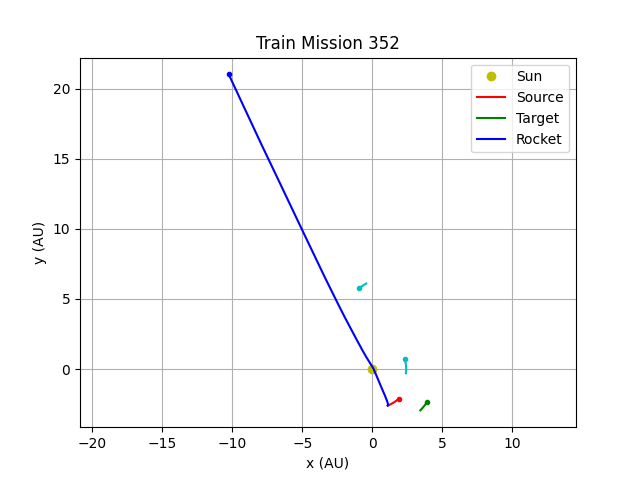 Train Mission 352
Sun
Source
Target
Rocket
20
15
10
5
0
−20
−15
−10
−5
0
5
10
y (AU)
x (AU)